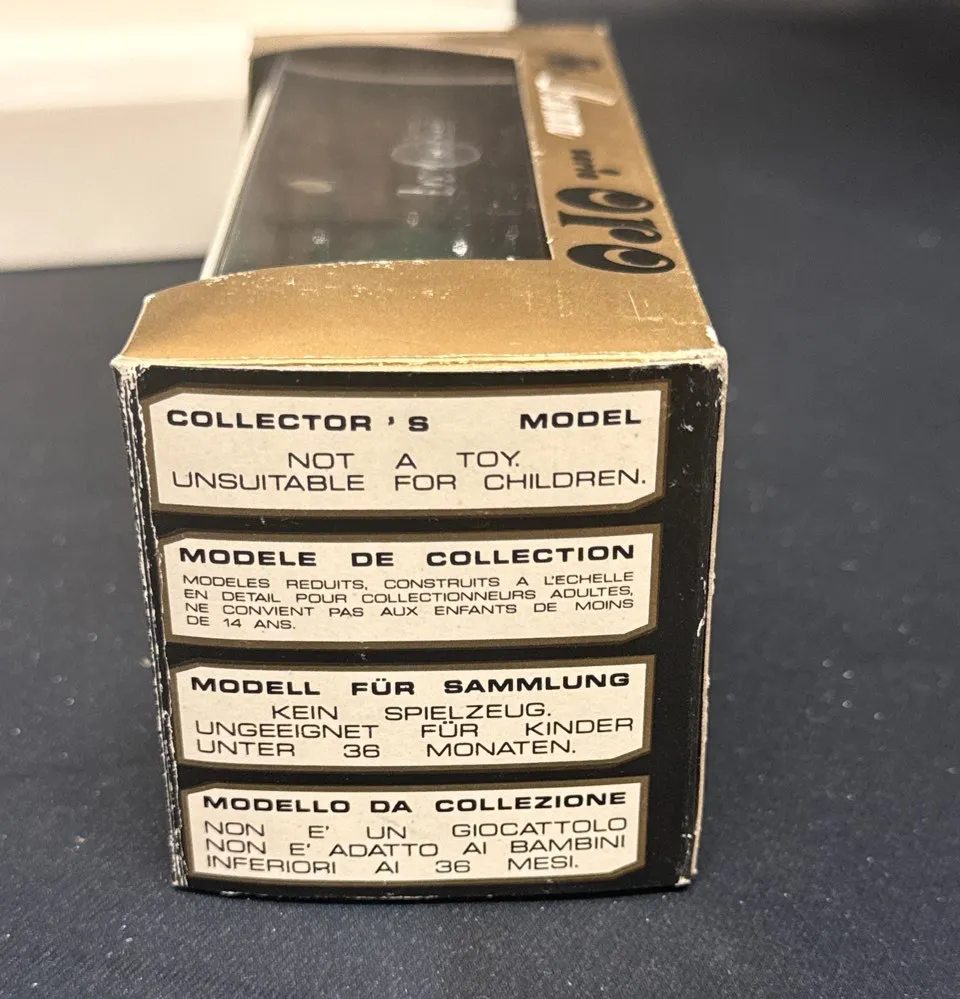 COLLECTOR 'S MODEL
NOT A TOY.
UNSUITABLE FOR CHILDREN.
MODELE DE COLLECTION
MODELES REDUITS, CONSTRUITS A L'ECHELLE
EN DETAIL POUR COLLECTIONNEURS ADULTES,
NE CONVIENT PAS AUX ENFANTS DE MOINS
DE 14 ANS.
MODELL FÜR SAMMLUNG
KEIN SPIELZEUG.
UNGEEIGNET FÜR KINDER
UNTER 36 MONATEN.
MODELLO DA COLLEZIONE
NON E' UN GIOCATTOLO
NON E' ADATTO AI BAMBINI
INFERIORI AI 36 MESI.